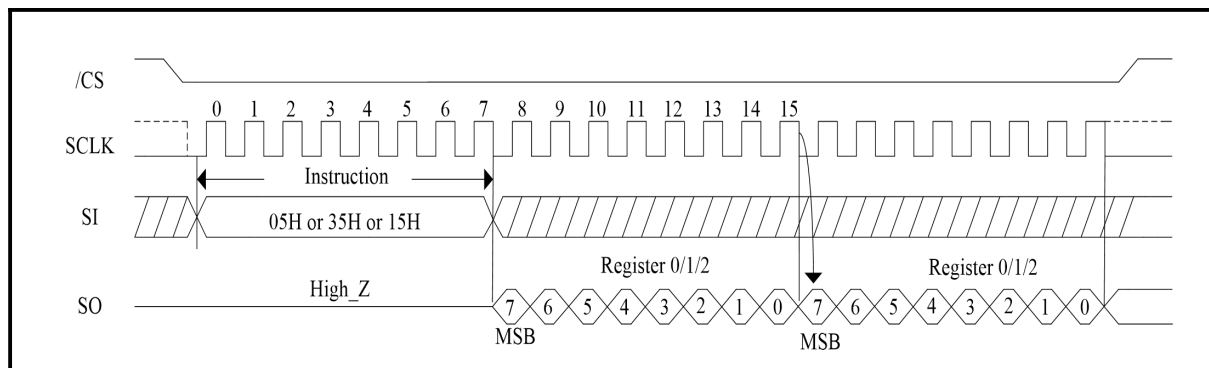 /CS
0 1 2 3 4 5 6 7 8 9 10 11 12 13 14 15
SCLK
Instruction
SI
05H or 35H or 15H
Register 0/1/2 Register 0/1/2
High_Z
SO
7 6 5 4 3 2 1 0 7 6 5 4 3 2 1 0
MSB MSB